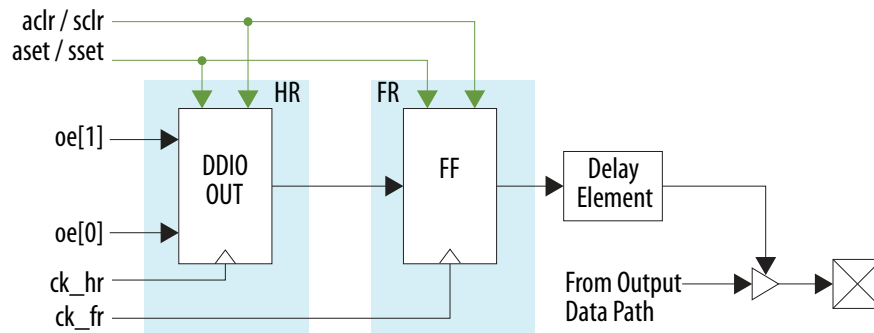 aclr / sclr
aset / sset
HR
FR
oe[1]
DDIO
OUT
FF
Delay
Element
oe[0]
ck_hr
ck_fr
From Output
Data Path